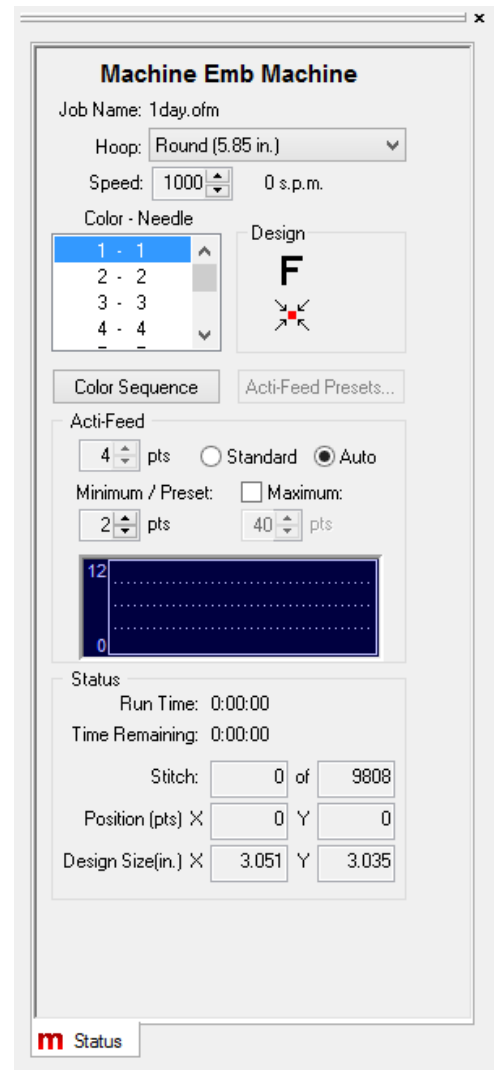 x
Machine Emb Machine
Job Name: 1day.ofm
Hoop: Round (5.85 in.)
Speed: 1000 0 s.p.m.
Color - Needle
Design
1 - 1
2 - 2
3 - 3
4 - 4
F
Color Sequence Acti-Feed Presets...
Acti-Feed
4 pts Standard Auto
Minimum / Preset: Maximum:
2 pts 40 pts
12
0
Status
Run Time: 0:00:00
Time Remaining: 0:00:00
Stitch: 0 of 9808
Position (pts) X 0 Y 0
Design Size(in.) X 3.051 Y 3.035
m Status